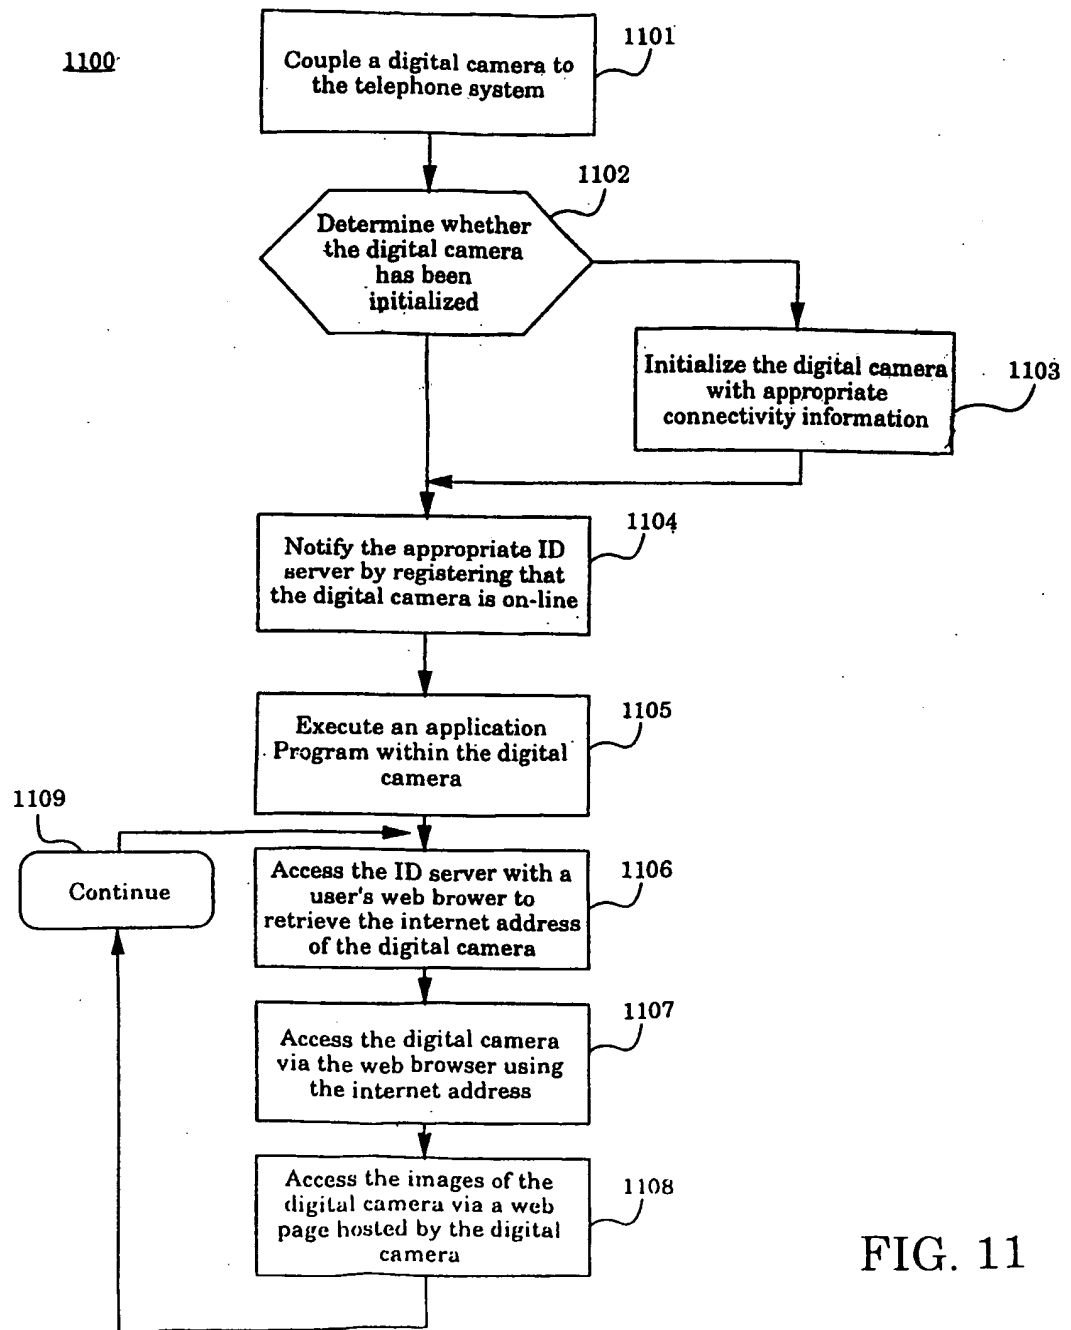 1100
Couple a digital camera to
the telephone system
1101
Determine whether
the digital camera
has been
initialized
1102
Initialize the digital camera
with appropriate
connectivity information
1103
Notify the appropriate ID
server by registering that
the digital camera is on-line
1104
Execute an application
Program within the digital
camera
1105
1109
Continue
Access the ID server with a
user's web brower to
retrieve the internet address
of the digital camera
1106
Access the digital camera
via the web browser using
the internet address
1107
Access the images of the
digital camera via a web
page hosted by the digital
camera
1108
FIG. 11